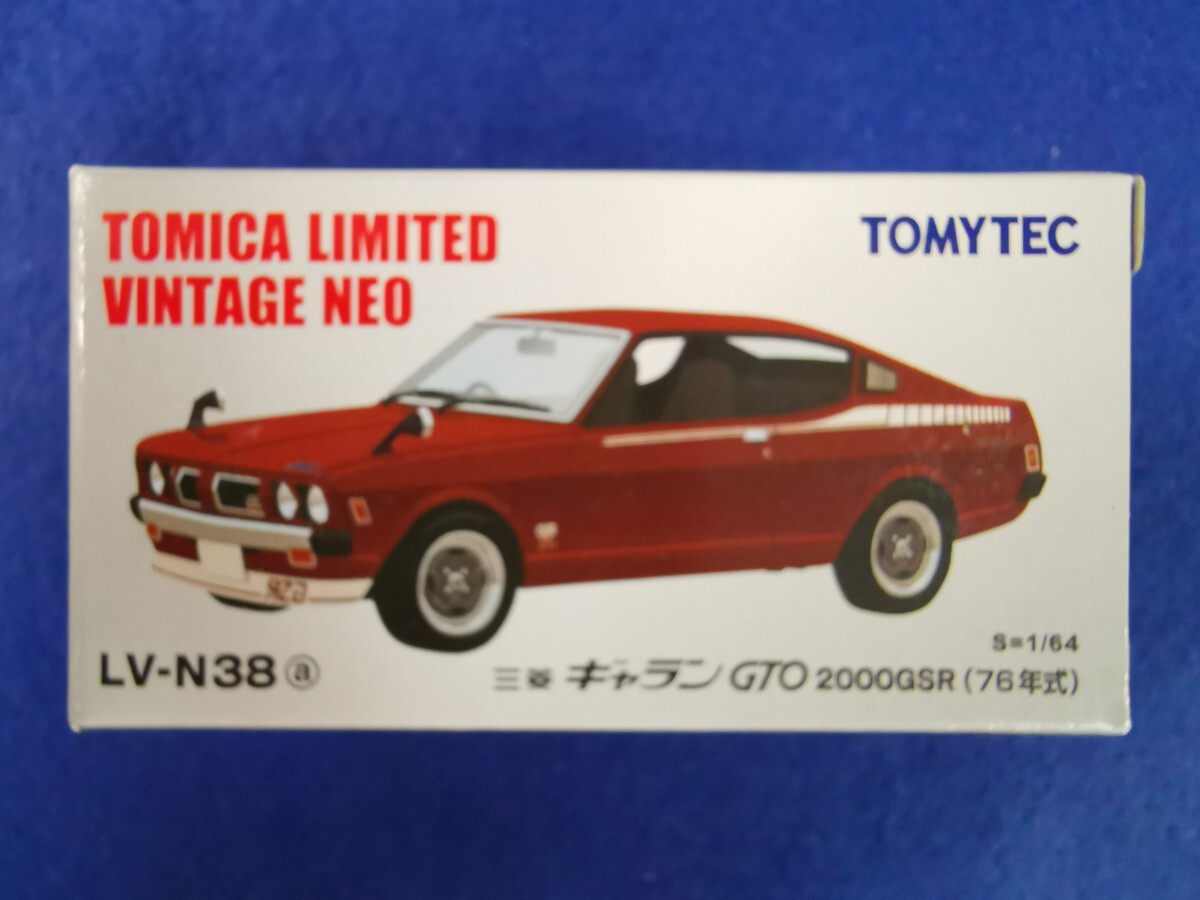 TOMICA LIMITED
VINTAGE NEO
TOMYTEC
S=1/64
LV-N38 ⓐ
三菱 ギャラン GTO 2000GSR (76年式)